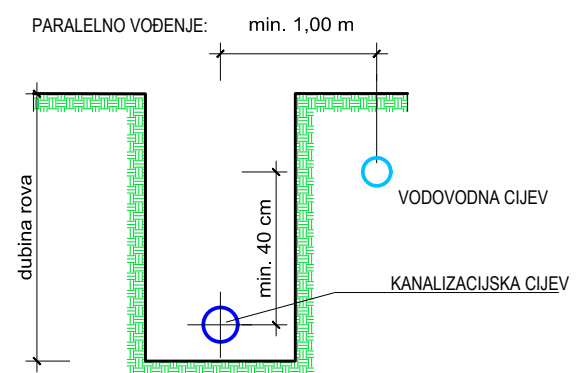 PARALELNO VOĐENJE:
min. 1,00 m
dubina rova
min. 40 cm
VODOVODNA CIJEV
KANALIZACIJSKA CIJEV